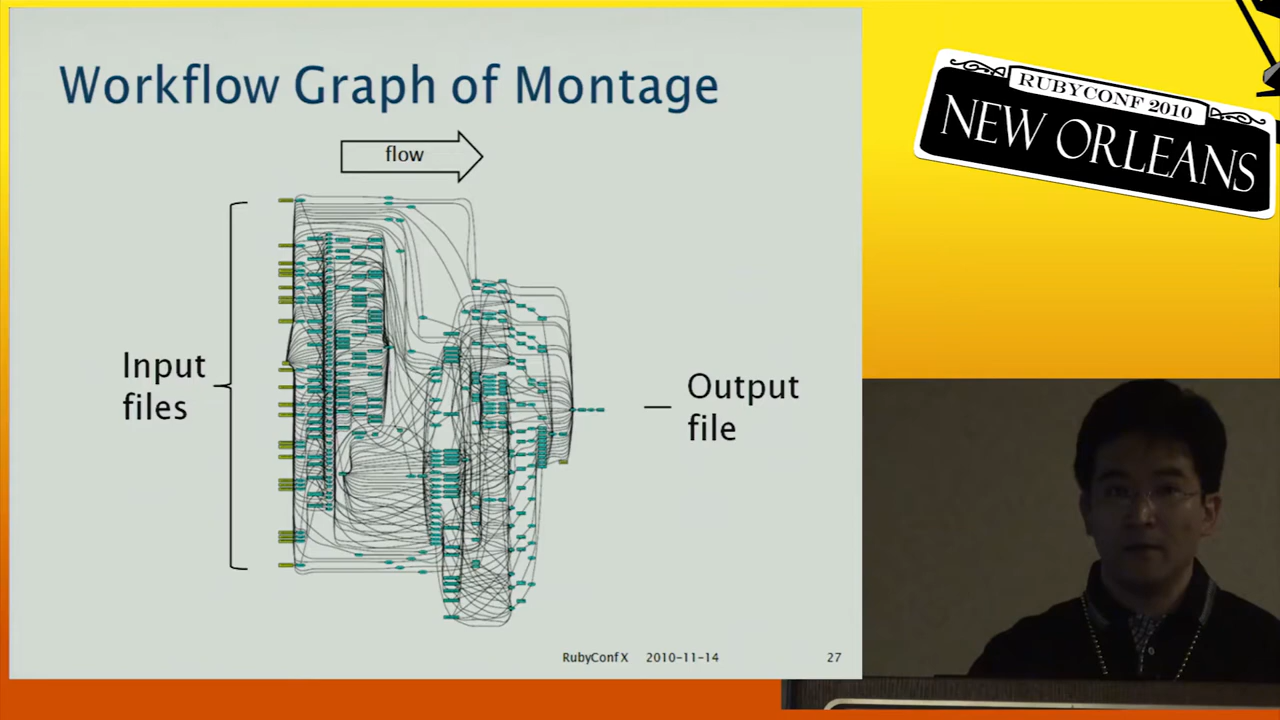 Workflow Graph of Montage
flow
Input
files
Output
file
RubyConf X 2010-11-14 27
RUBYCONF 2010
NEW ORLEANS